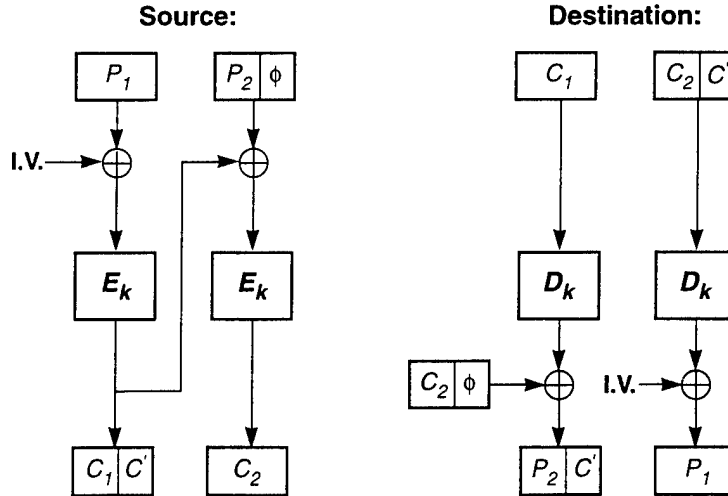 Source:
Destination:
P1
P2 ϕ
C1
C2 C'
I.V.
Ek
Ek
Dk
Dk
C2 ϕ
I.V.
C1 C'
C2
P2 C'
P1